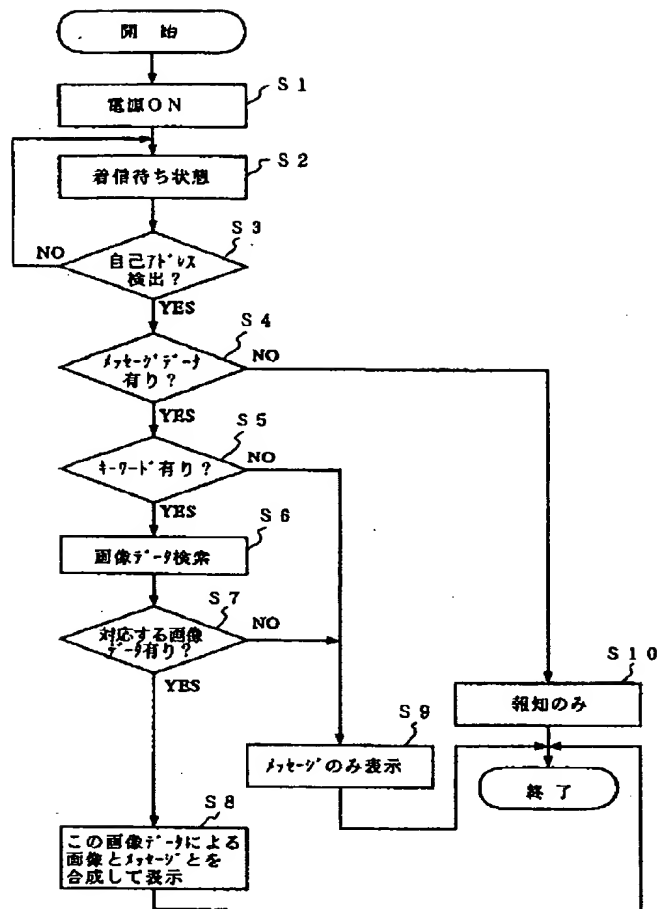 開始
S1
電源ON
S2
着信待ち状態
S3
NO
自己アドレス
検出？
YES
S4
メッセージデータ
有り？
NO
YES
S5
キーワード有り？
NO
YES
S6
画像データ検索
S7
対応する画像
データ有り？
NO
YES
S10
報知のみ
S9
メッセージのみ表示
終了
S8
この画像データによる
画像とメッセージとを
合成して表示